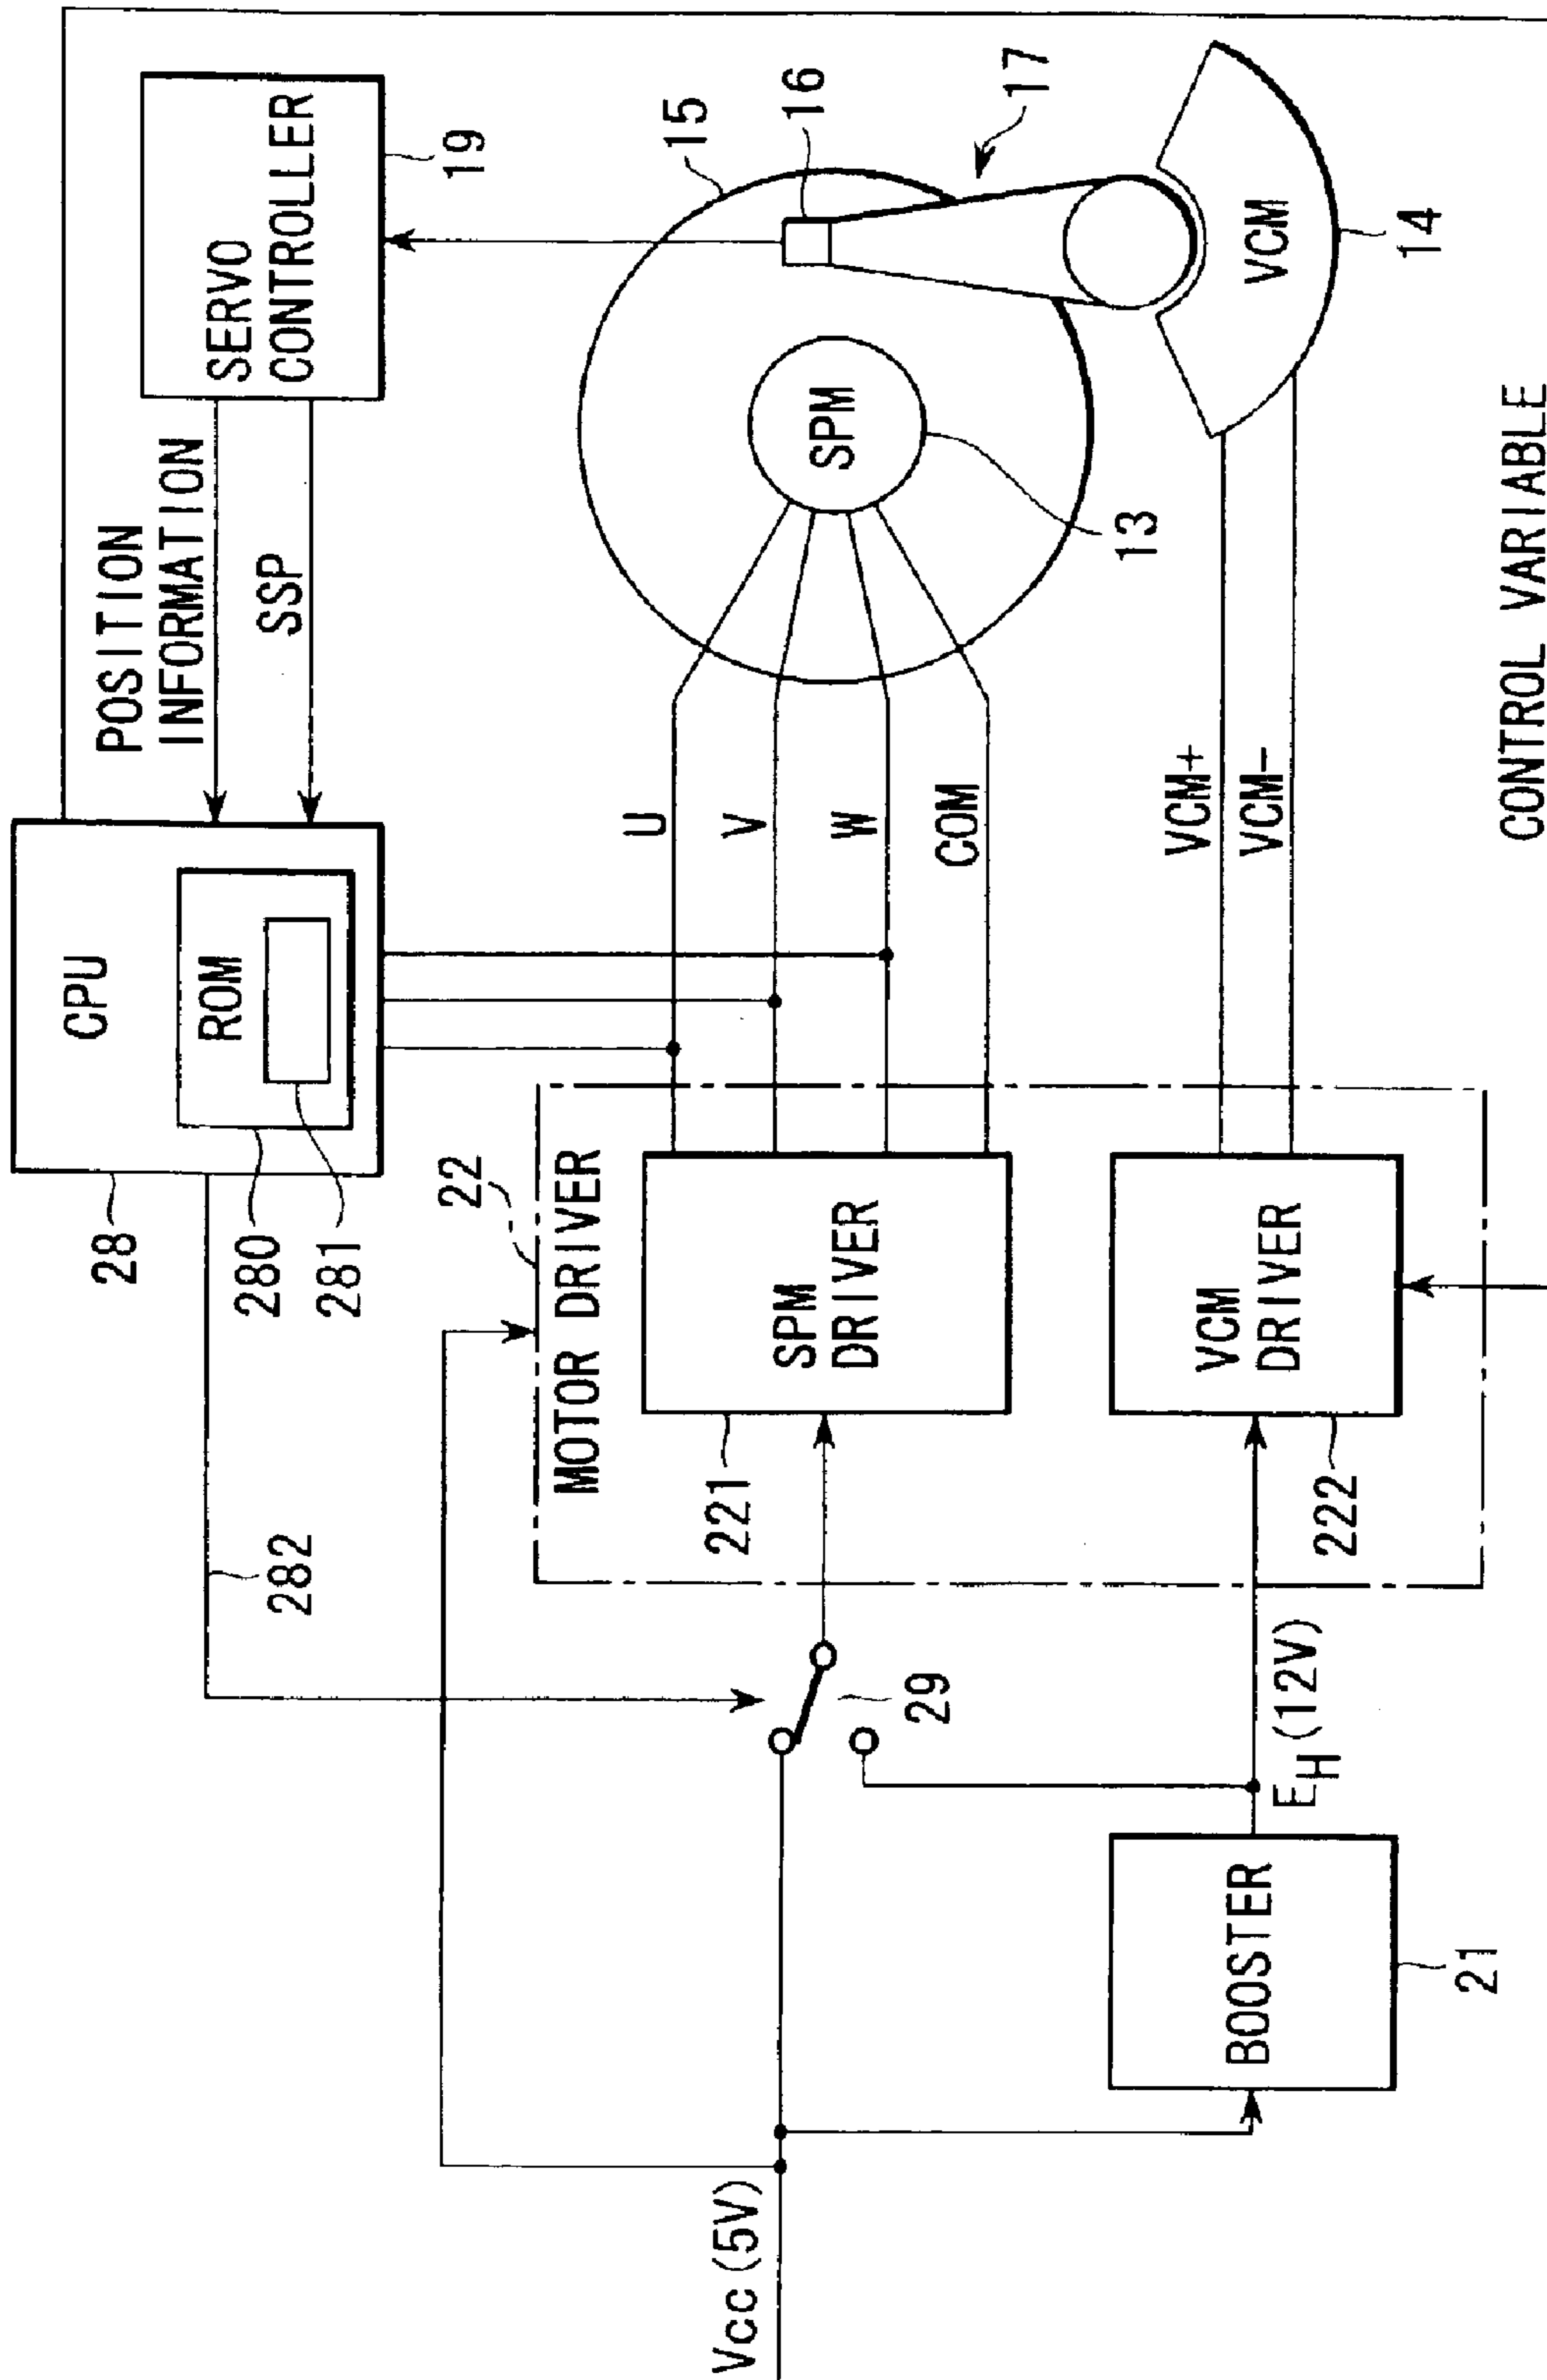 CPU
ROM
28
280
281
282
POSITION
INFORMATION
SSP
SERVO
CONTROLLER
19
15
16
17
SPM
13
VCM
14
U
V
W
COM
VCM+
VCM-
22
MOTOR DRIVER
SPM
DRIVER
221
VCM
DRIVER
222
29
Vcc (5V)
EH (12V)
BOOSTER
21
CONTROL VARIABLE